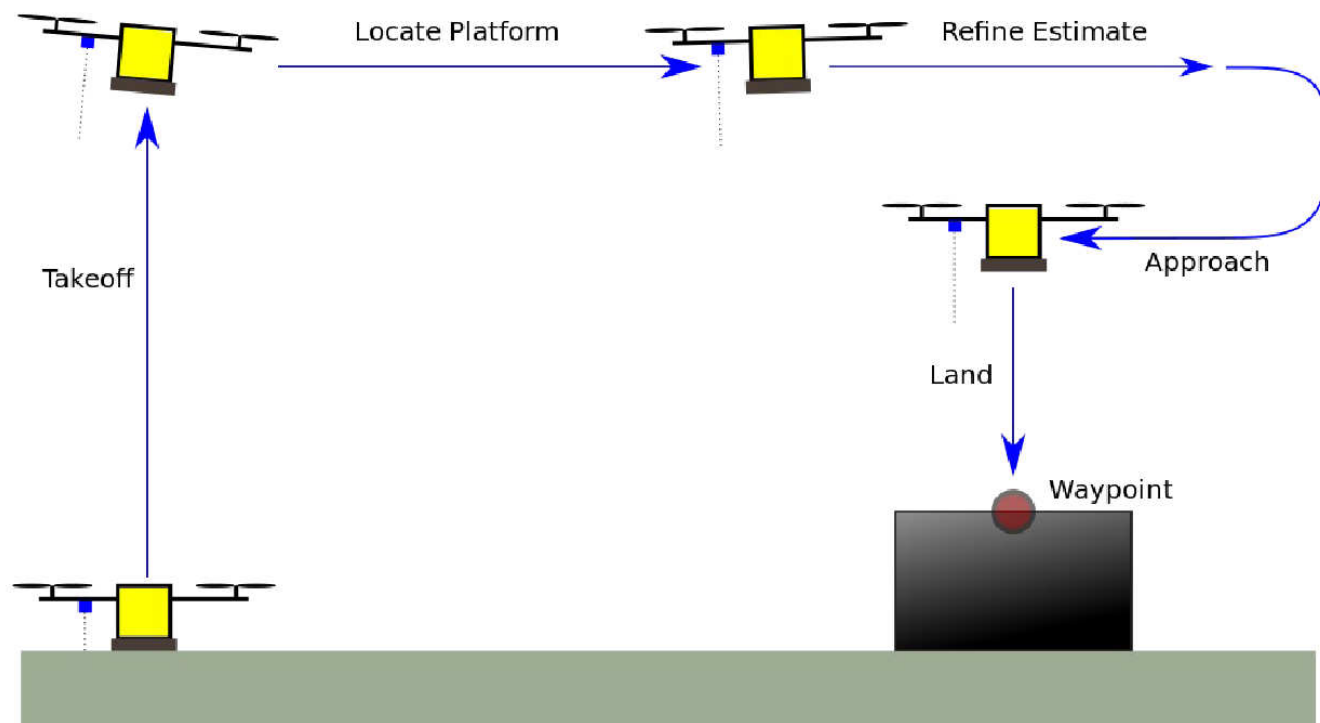 Locate Platform
Refine Estimate
Takeoff
Approach
Land
Waypoint